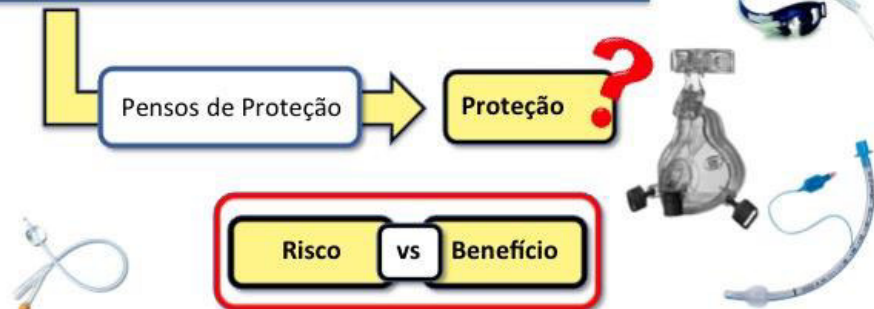 Pensos de Proteção
Proteção ?
Risco vs Benefício